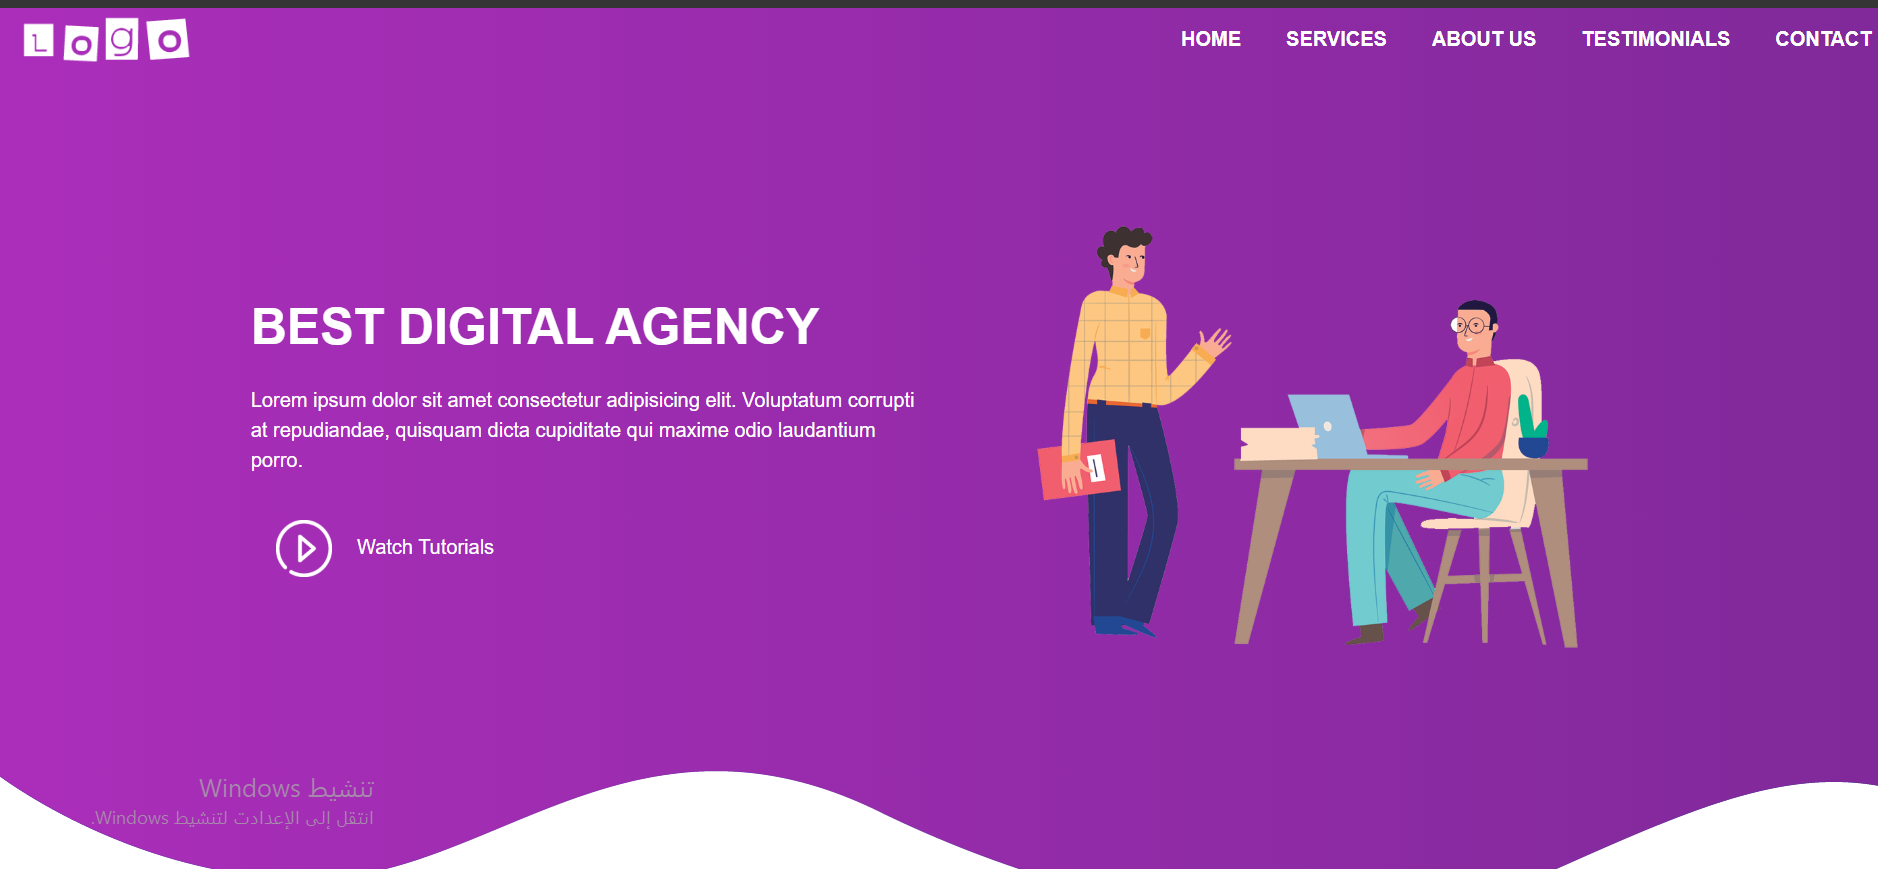 Logo
HOME SERVICES ABOUT US TESTIMONIALS CONTACT
BEST DIGITAL AGENCY
Lorem ipsum dolor sit amet consectetur adipisicing elit. Voluptatum corrupti
at repudiandae, quisquam dicta cupiditate qui maxime odio laudantium
porro.
Watch Tutorials
تنشيط Windows
انتقل إلى الإعدادت لتنشيط Windows.